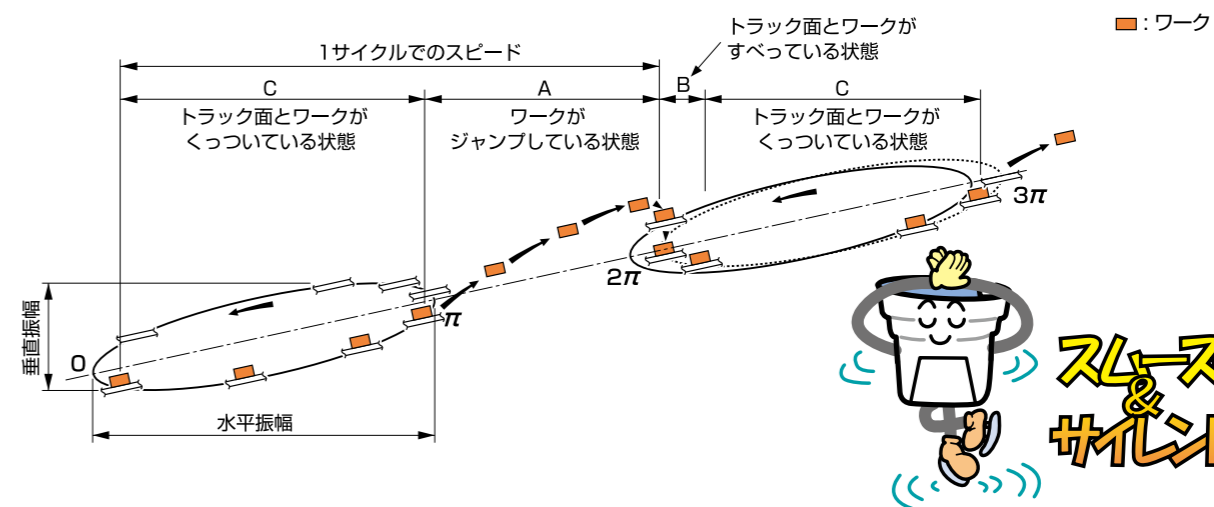 トラック面とワークが
すべっている状態
：ワーク
1サイクルでのスピード
C
A
B
C
トラック面とワークが
くっついている状態
ワークが
ジャンプしている状態
トラック面とワークが
くっついている状態
3π
2π
π
0
垂直振幅
水平振幅
スムーズ
&
サイレント